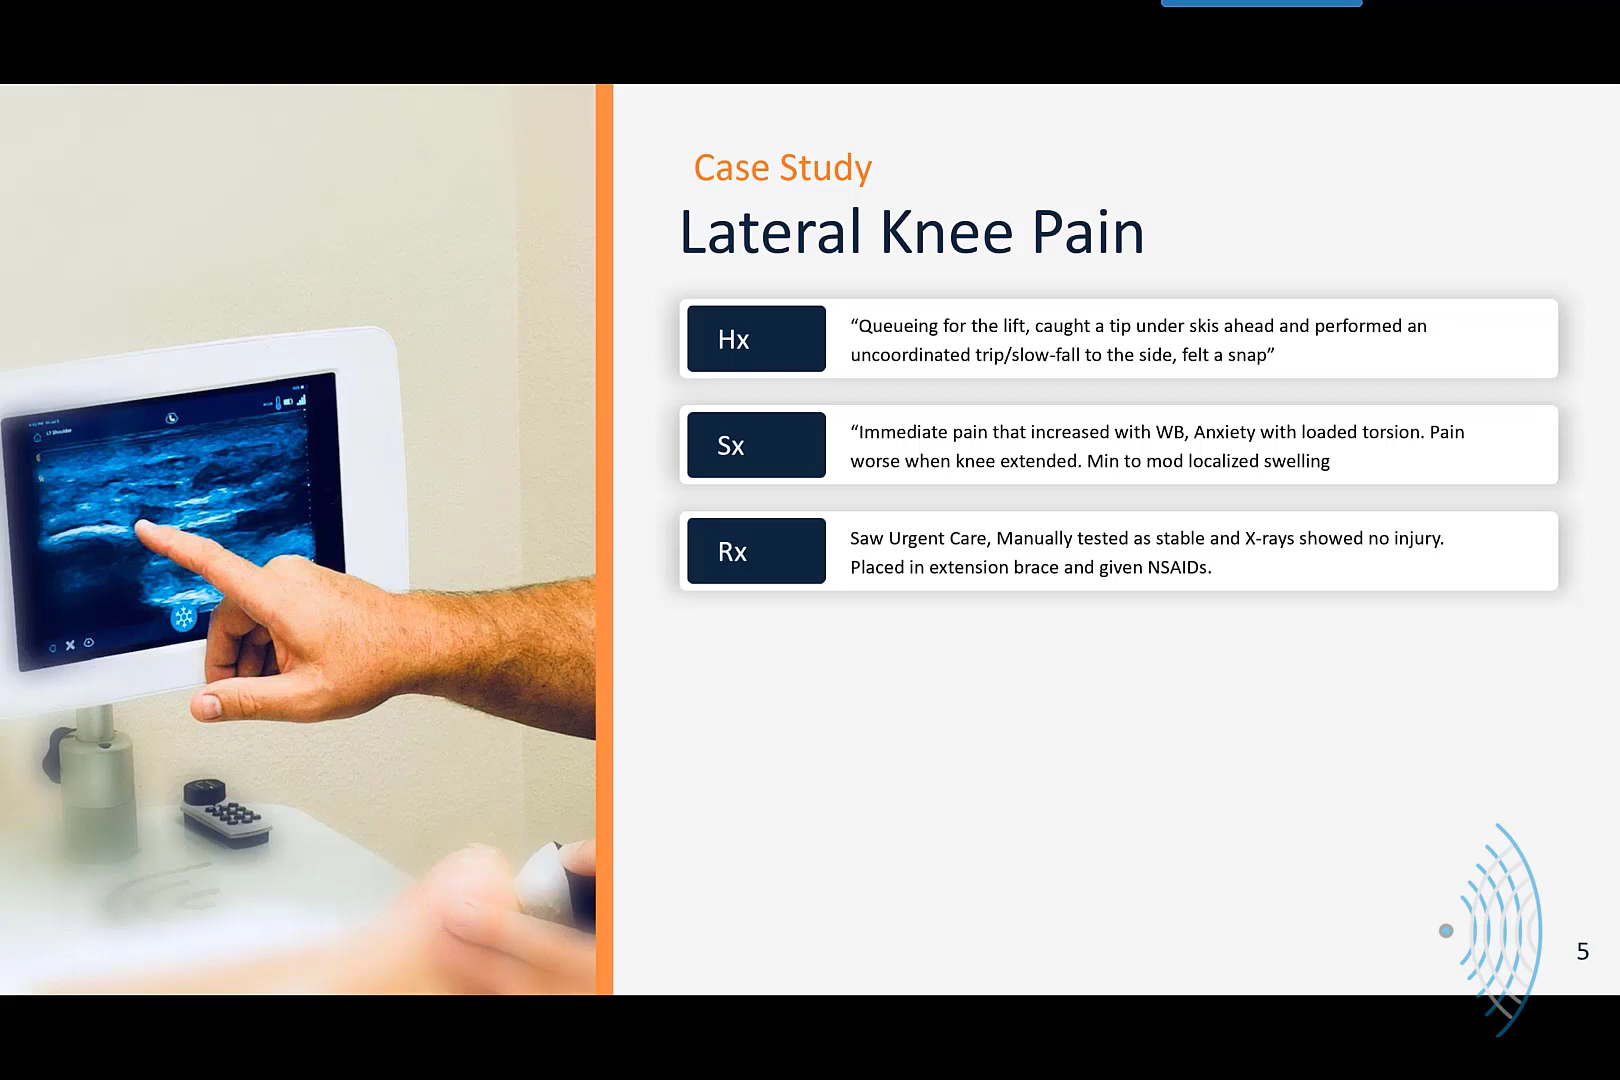 Case Study
Lateral Knee Pain
Hx
“Queueing for the lift, caught a tip under skis ahead and performed an
uncoordinated trip/slow-fall to the side, felt a snap”
Sx
“Immediate pain that increased with WB, Anxiety with loaded torsion. Pain
worse when knee extended. Min to mod localized swelling
Rx
Saw Urgent Care, Manually tested as stable and X-rays showed no injury.
Placed in extension brace and given NSAIDs.
5
LT Shoulder